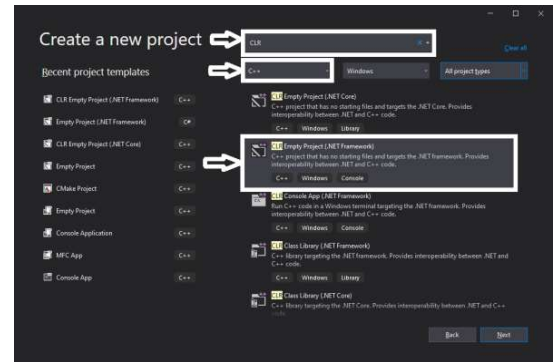 Create a new project
CLR
Clear all
Recent project templates
C++
Windows
All project types
CLR Empty Project (.NET Framework)
C++
Empty Project (.NET Framework)
C#
CLR Empty Project (.NET Core)
C++
Empty Project
C++
CMake Project
C++
Empty Project
C++
Console Application
C++
MFC App
C++
Console App
C++
CLR Empty Project (.NET Core)
C++ project that has no starting files and targets the .NET Core. Provides
interoperability between .NET and C++ code.
C++ Windows Library
CLR Empty Project (.NET Framework)
C++ project that has no starting files and targets the .NET framework. Provides
interoperability between .NET and C++ code.
C++ Windows Console
CLR Console App (.NET Framework)
Run C++ code in a Windows terminal targeting the .NET framework. Provides
interoperability between .NET and C++ code.
C++ Windows Console
CLR Class Library (.NET Framework)
C++ library targeting the .NET framework. Provides interoperability between .NET and
C++ code.
C++ Windows Library
CLR Class Library (.NET Core)
C++ library targeting the .NET Core. Provides interoperability between .NET and C++
code.
Back
Next